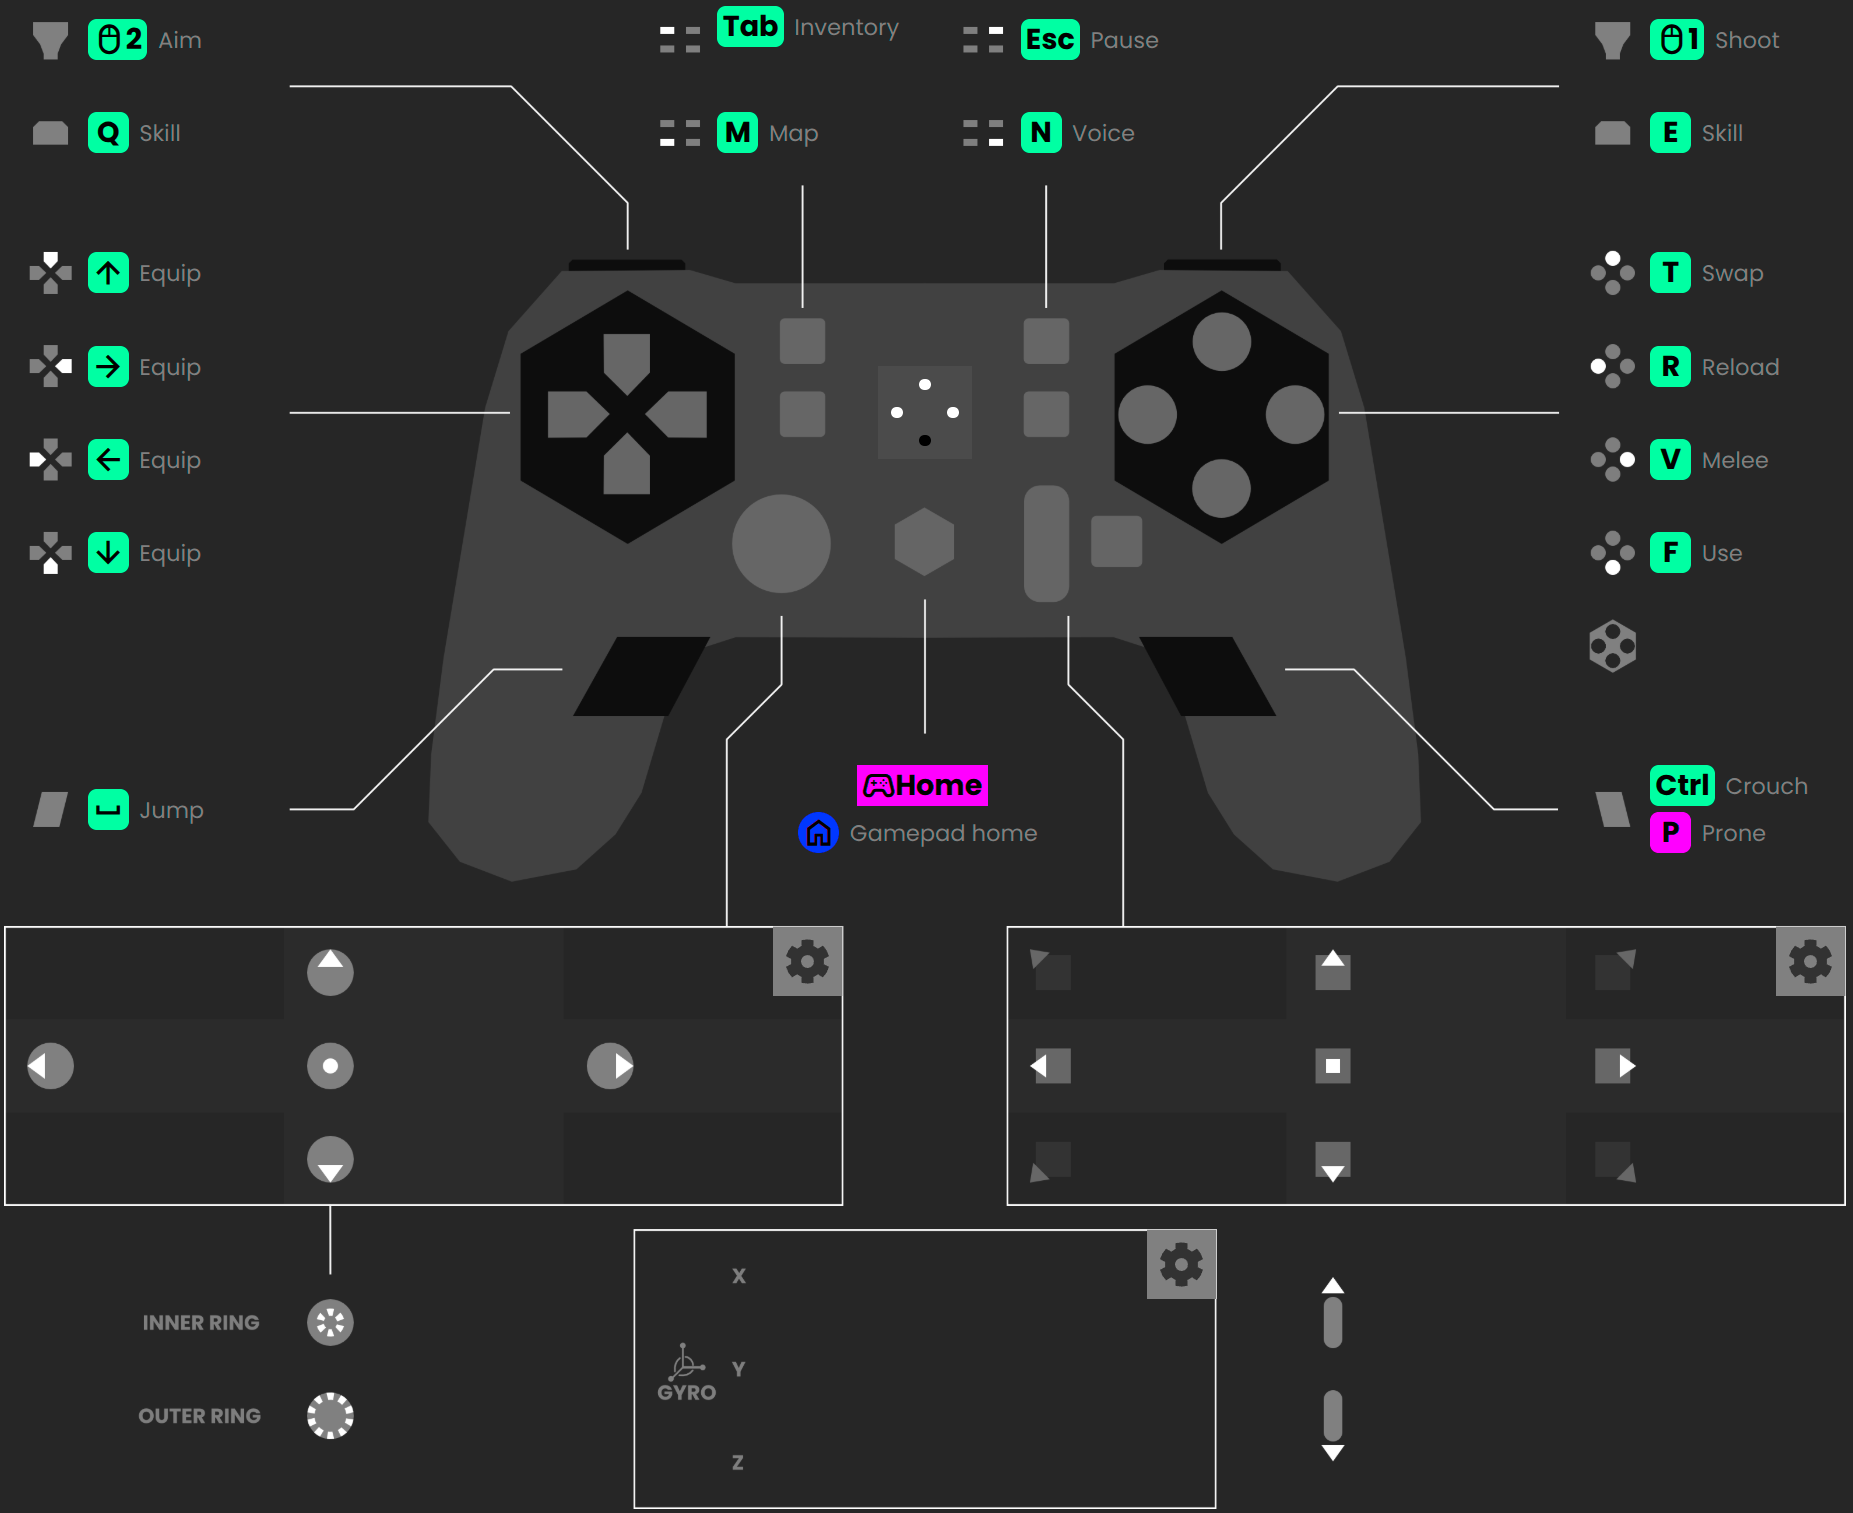 2 Aim
Tab Inventory
Esc Pause
1 Shoot
Q Skill
M Map
N Voice
E Skill
↑ Equip
T Swap
→ Equip
R Reload
← Equip
V Melee
↓ Equip
F Use
Home
Gamepad home
Jump
Ctrl Crouch
P Prone
INNER RING
OUTER RING
X
Y
GYRO
Z